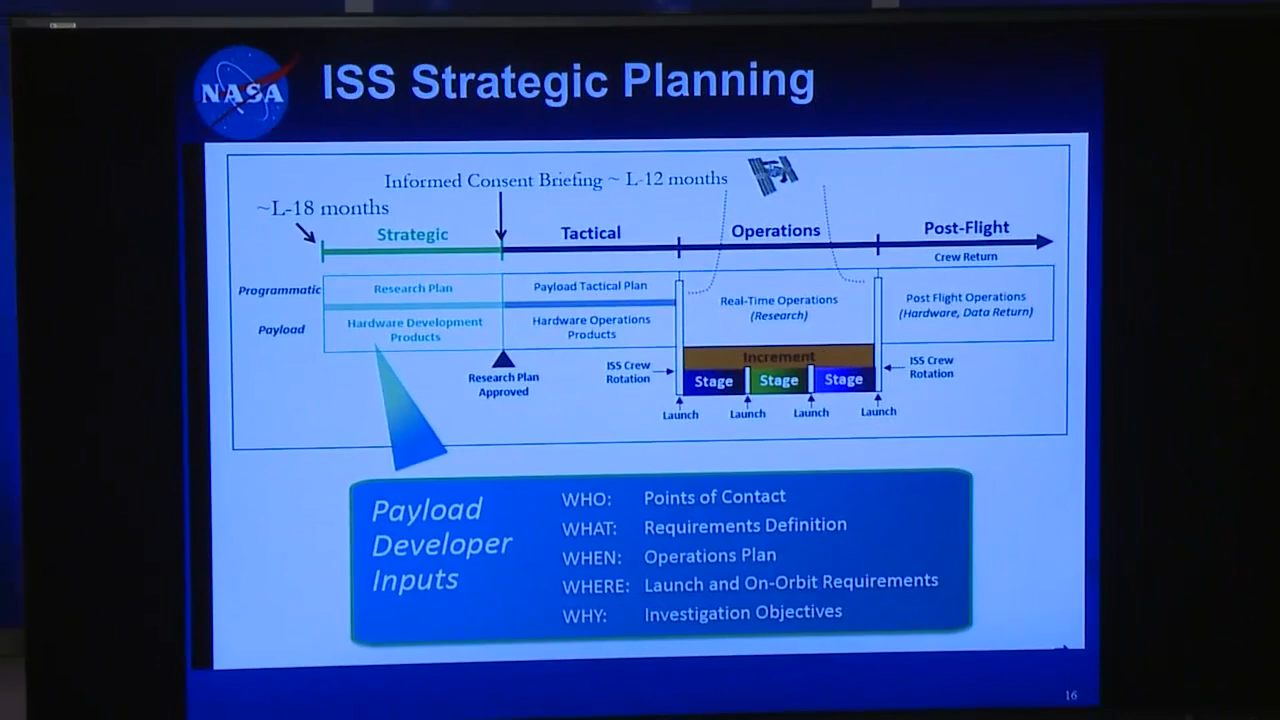 NASA
ISS Strategic Planning
Informed Consent Briefing ~ L-12 months
~L-18 months
Strategic
Tactical
Operations
Post-Flight
Crew Return
Programmatic
Research Plan
Payload Tactical Plan
Real-Time Operations
(Research)
Post Flight Operations
(Hardware, Data Return)
Payload
Hardware Development
Products
Hardware Operations
Products
Increment
ISS Crew
Rotation
Stage
Stage
Stage
ISS Crew
Rotation
Research Plan
Approved
Launch
Launch
Launch
Launch
Payload
Developer
Inputs
WHO: Points of Contact
WHAT: Requirements Definition
WHEN: Operations Plan
WHERE: Launch and On-Orbit Requirements
WHY: Investigation Objectives
16